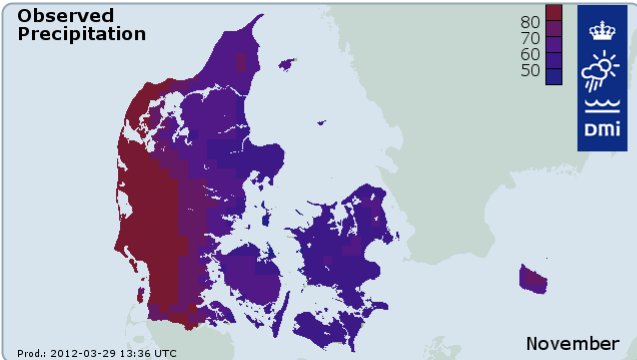 Observed
Precipitation
80
70
60
50
DMI
Prod.: 2012-03-29 13:36 UTC
November